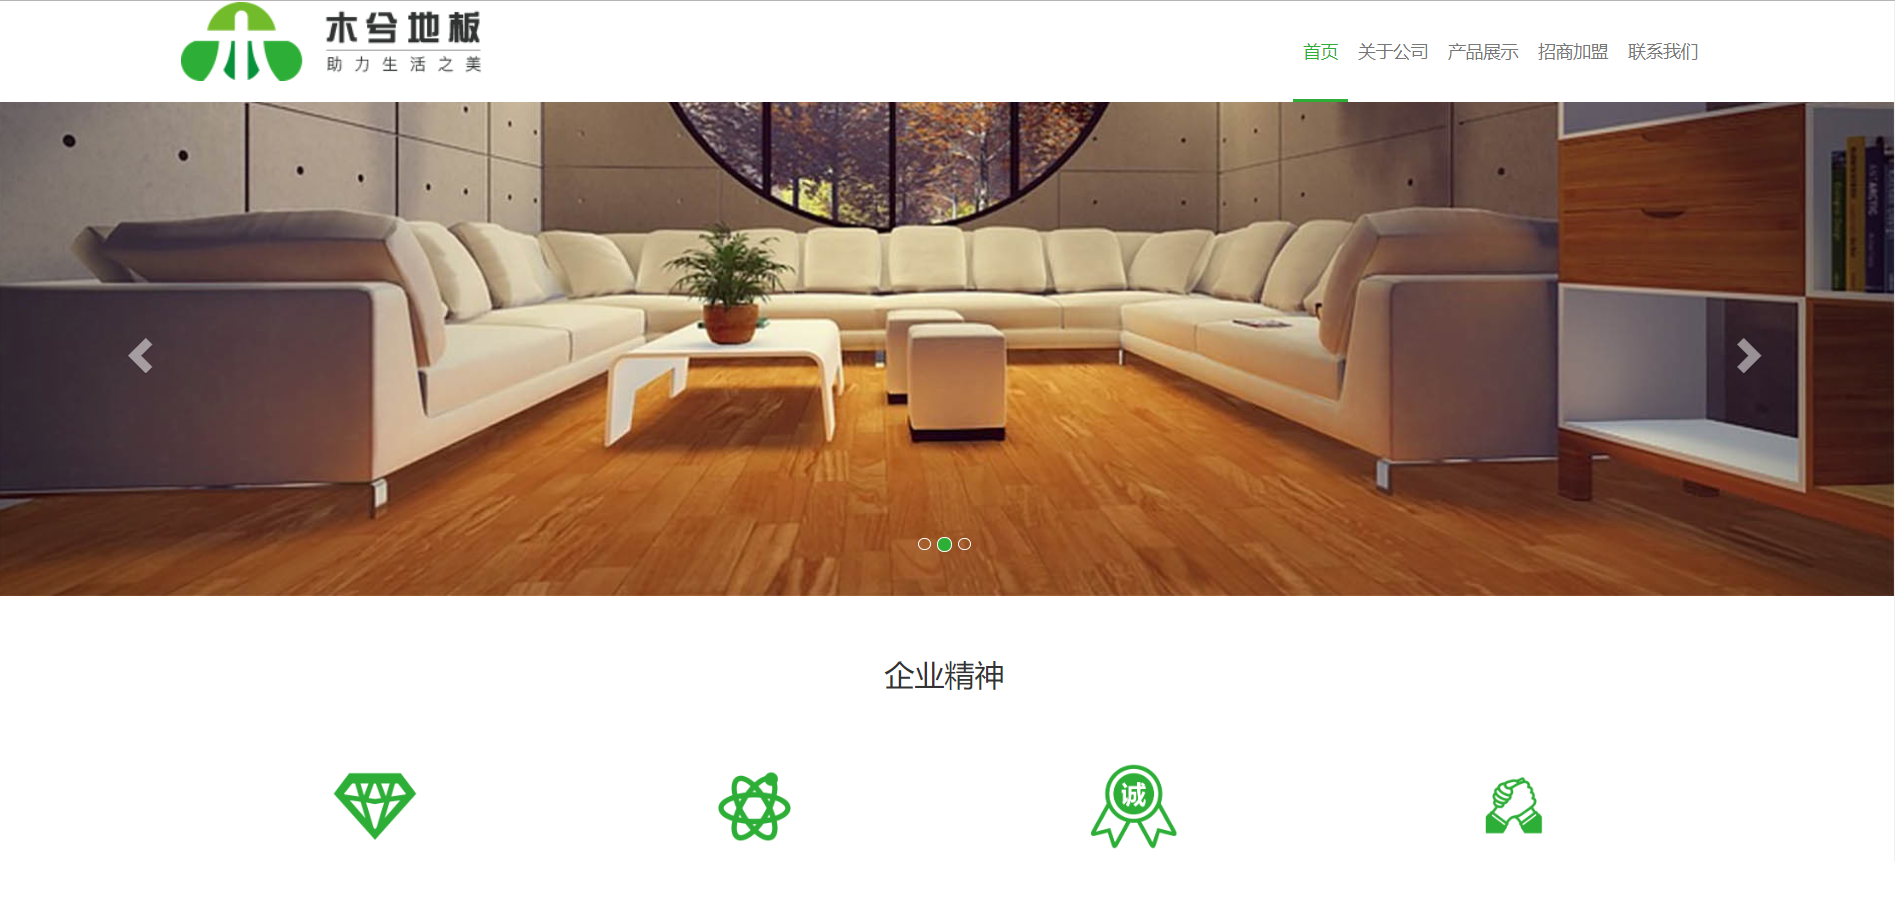 木兮地板
助力生活之美
首页 关于公司 产品展示 招商加盟 联系我们
企业精神
诚